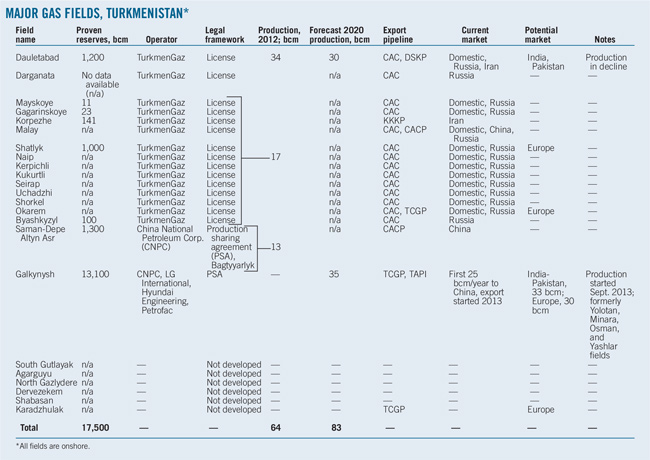 MAJOR GAS FIELDS, TURKMENISTAN*
Field name | Proven reserves, bcm | Operator | Legal framework | Production, 2012; bcm | Forecast 2020 production, bcm | Export pipeline | Current market | Potential market | Notes
Dauletabad 1,200 TurkmenGaz License 34 30 CAC, DSKP Domestic, Russia, Iran India, Pakistan Production in decline
Darganata No data available (n/a) TurkmenGaz License n/a CAC Russia — —
Mayskoye 11 TurkmenGaz License n/a CAC Domestic, Russia — —
Gagarinskoye 23 TurkmenGaz License n/a CAC Domestic, Russia — —
Korpezhe 141 TurkmenGaz License n/a KKKP Iran — —
Malay n/a TurkmenGaz License n/a CAC, CACP Domestic, China, Russia — —
Shatlyk 1,000 TurkmenGaz License n/a CAC Domestic, Russia Europe —
Naip n/a TurkmenGaz License 17 n/a CAC Domestic, Russia — —
Kerpichli n/a TurkmenGaz License n/a CAC Domestic, Russia — —
Kukurtli n/a TurkmenGaz License n/a CAC Domestic, Russia — —
Seirap n/a TurkmenGaz License n/a CAC Domestic, Russia — —
Uchadzhi n/a TurkmenGaz License n/a CAC Domestic, Russia — —
Shorkel n/a TurkmenGaz License n/a CAC Domestic, Russia — —
Okarem n/a TurkmenGaz License n/a CAC, TCGP Domestic, Russia Europe —
Byashkyzyl 100 TurkmenGaz License n/a CAC Russia — —
Saman-Depe Altyn Asr 1,300 China National Petroleum Corp. (CNPC) Production sharing agreement (PSA), Bagtyyarlyk 13 n/a CACP China — —
Galkynysh 13,100 CNPC, LG International, Hyundai Engineering, Petrofac PSA — 35 TCGP, TAPI First 25 bcm/year to China, export started 2013 India-Pakistan, 33 bcm; Europe, 30 bcm Production started Sept. 2013; formerly Yolotan, Minara, Osman, and Yashlar fields
South Gutlayak n/a — Not developed — — — — — —
Agarguyu n/a — Not developed — — — — — —
North Gazlydere n/a — Not developed — — — — — —
Dervezekem n/a — Not developed — — — — — —
Shabasan n/a — Not developed — — — — — —
Karadzhulak n/a — Not developed — — TCGP — Europe —
Total 17,500 — — 64 83 — — — —
*All fields are onshore.